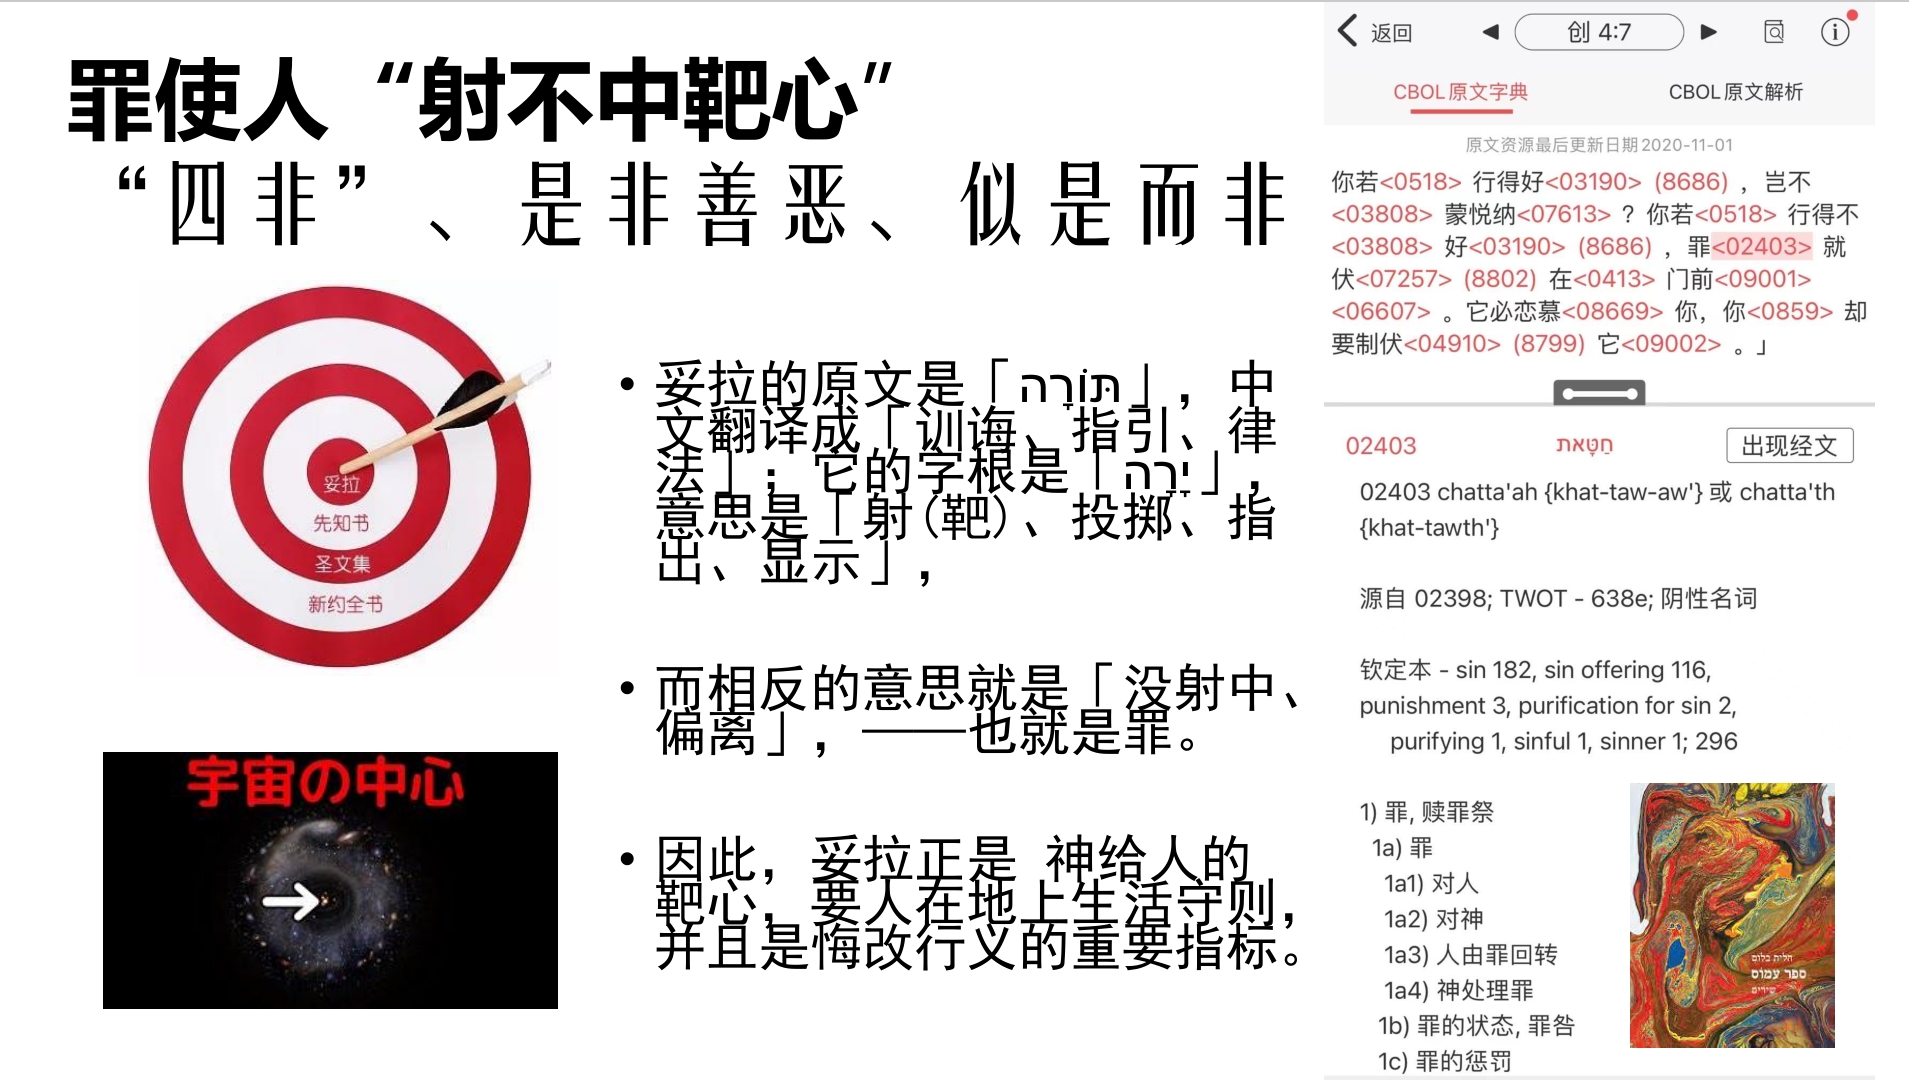 罪使人“射不中靶心”
“四非”、是非善恶、似是而非
妥拉
先知书
圣文集
新约全书
宇宙の中心
• 妥拉的原文是「תּוֹרָה」，中
文翻译成「训诲、指引、律
法」；它的字根是「יָרָה」，
意思是「射(靶)、投掷、指
出、显示」，
• 而相反的意思就是「没射中、
偏离」，——也就是罪。
• 因此，妥拉正是 神给人的
靶心，要人在地上生活守则，
并且是悔改行义的重要指标。
返回 ◀ 创 4:7 ▶
CBOL原文字典 CBOL原文解析
原文资源最后更新日期2020-11-01
你若<0518> 行得好<03190> (8686) ，岂不
<03808> 蒙悦纳<07613> ？你若<0518> 行得不
<03808> 好<03190> (8686) ，罪<02403> 就
伏<07257> (8802) 在<0413> 门前<09001>
<06607> 。它必恋慕<08669> 你，你<0859> 却
要制伏<04910> (8799) 它<09002> 。」
02403 חַטָּאת 出现经文
02403 chatta'ah {khat-taw-aw'} 或 chatta'th
{khat-tawth'}
源自 02398; TWOT - 638e; 阴性名词
钦定本 - sin 182, sin offering 116,
punishment 3, purification for sin 2,
purifying 1, sinful 1, sinner 1; 296
1) 罪, 赎罪祭
1a) 罪
1a1) 对人
1a2) 对神
1a3) 人由罪回转
1a4) 神处理罪
1b) 罪的状态, 罪咎
1c) 罪的惩罚
חלית בלום
ספר עמוס
שירים